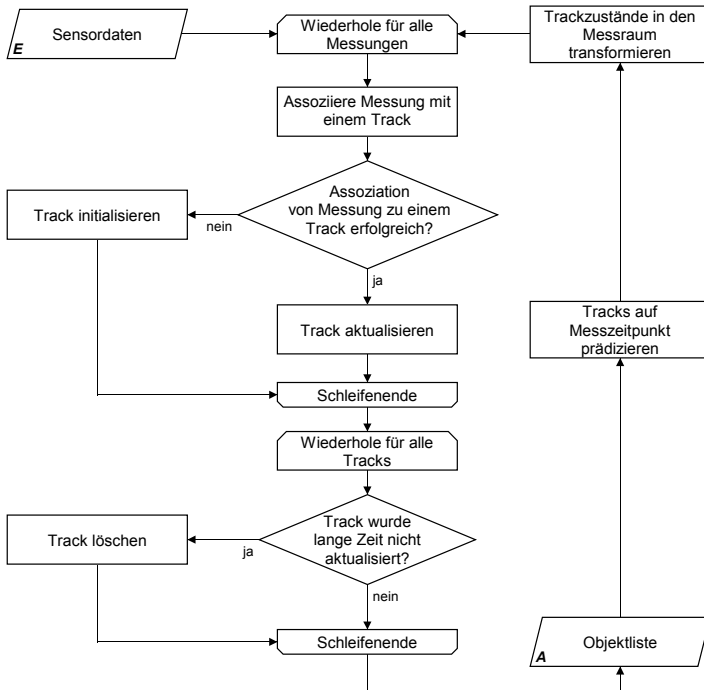 Sensordaten
E
Wiederhole für alle
Messungen
Trackzustände in den
Messraum
transformieren
Assoziiere Messung mit
einem Track
Assoziation
von Messung zu einem
Track erfolgreich?
Track initialisieren
nein
ja
Track aktualisieren
Tracks auf
Messzeitpunkt
prädizieren
Schleifenende
Wiederhole für alle
Tracks
Track wurde
lange Zeit nicht
aktualisiert?
Track löschen
ja
nein
Schleifenende
Objektliste
A